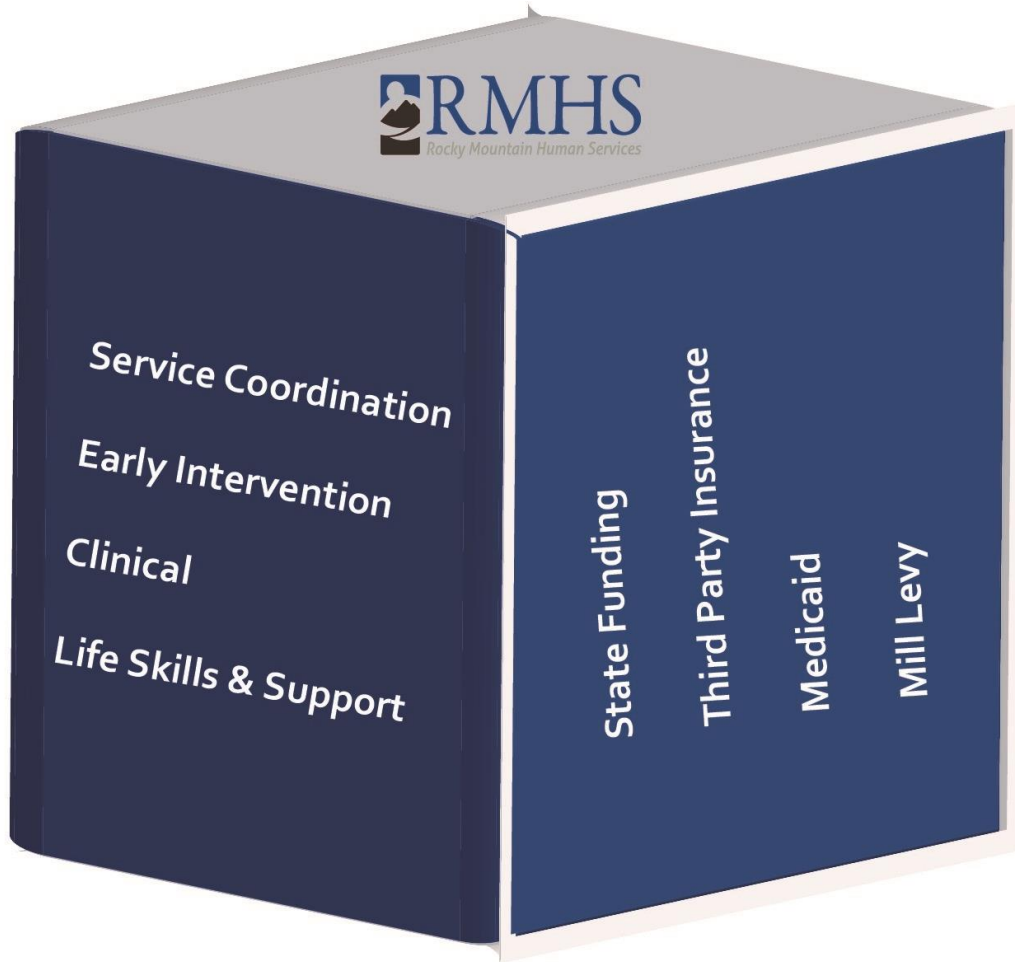 RMHS
Rocky Mountain Human Services
Service Coordination
Early Intervention
Clinical
Life Skills & Support
State Funding
Third Party Insurance
Medicaid
Mill Levy